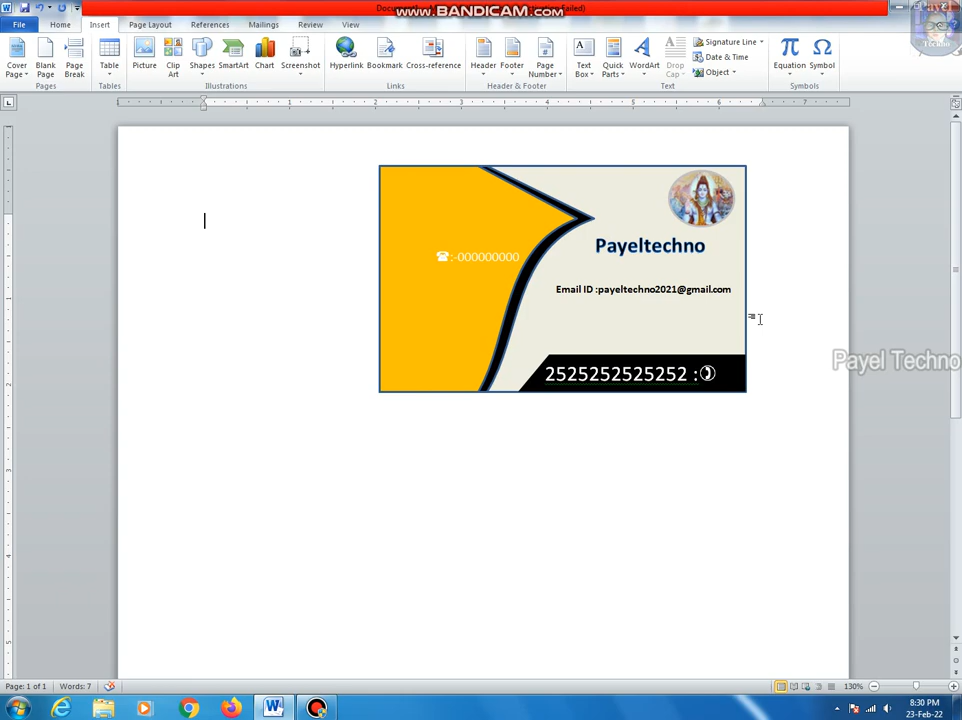 www.BANDICAM.com
File Home Insert Page Layout References Mailings Review View
Cover Page Blank Page Page Break Table Picture Clip Art Shapes SmartArt Chart Screenshot Hyperlink Bookmark Cross-reference Header Footer Page Number Text Box Quick Parts WordArt Drop Cap Signature Line Date & Time Object Equation Symbol
Pages Tables Illustrations Links Header & Footer Text Symbols
Payeltechno
☎:-000000000
Email ID :payeltechno2021@gmail.com
Payel Techno
2525252525252 :✆
Page: 1 of 1 Words: 7 130%
8:30 PM
23-Feb-22